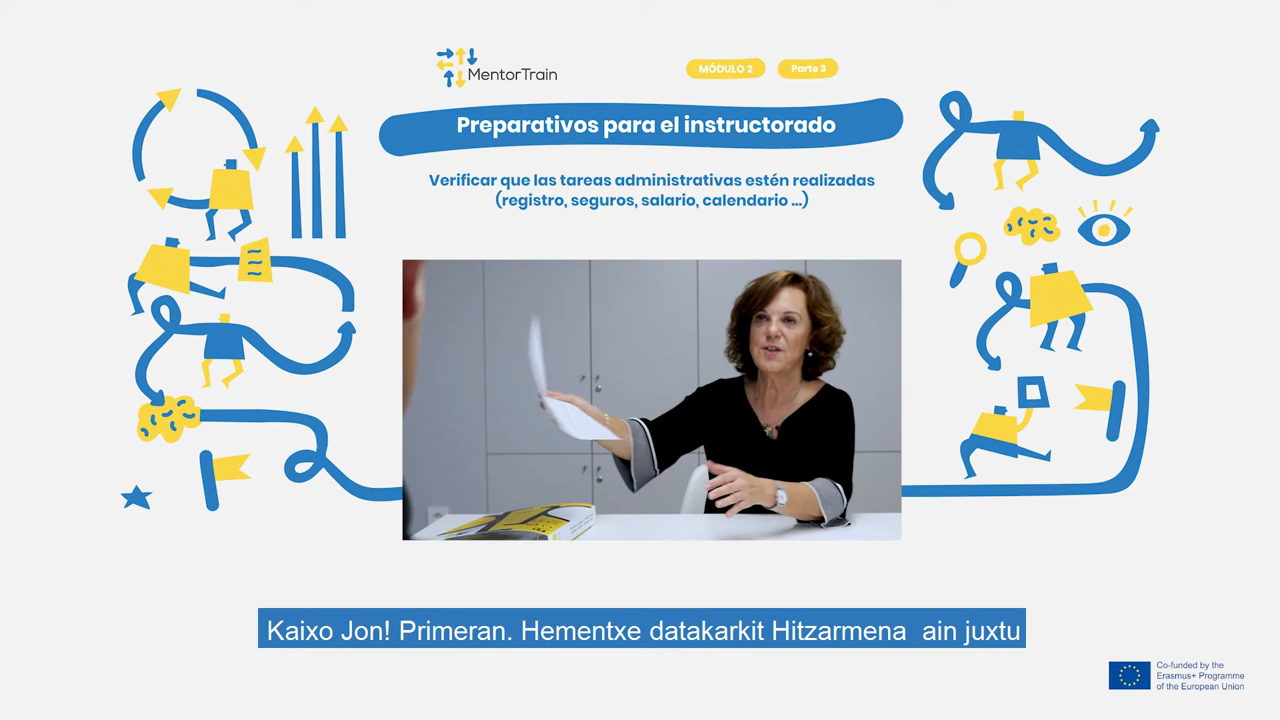 MentorTrain
MÓDULO 2
Parte 3
Preparativos para el instructorado
Verificar que las tareas administrativas estén realizadas
(registro, seguros, salario, calendario ...)
Kaixo Jon! Primeran. Hementxe datakarkit Hitzarmena ain juxtu
Co-funded by the
Erasmus+ Programme
of the European Union